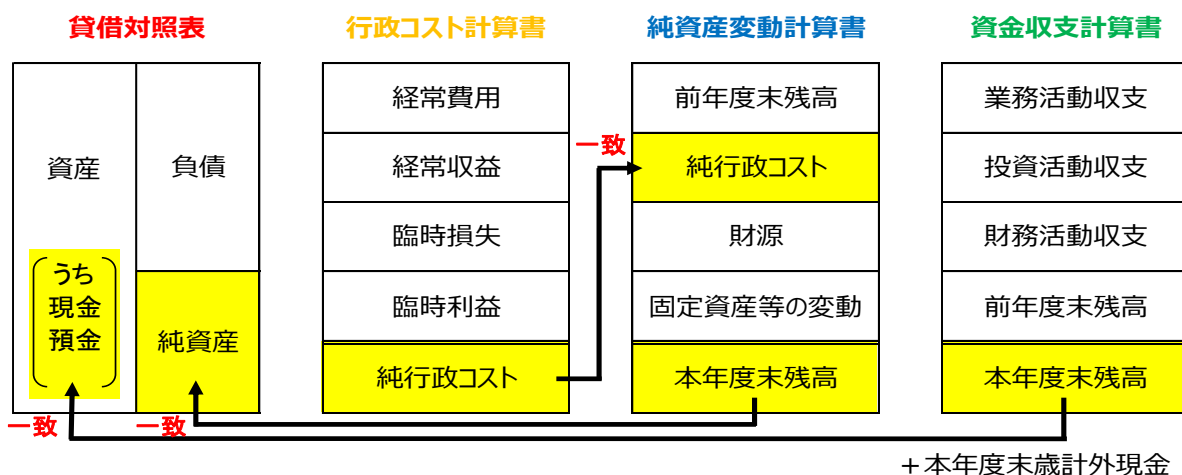 貸借対照表
資産
うち
現金
預金
負債
純資産
一致
一致
行政コスト計算書
経常費用
経常収益
臨時損失
臨時利益
純行政コスト
一致
純資産変動計算書
前年度末残高
純行政コスト
財源
固定資産等の変動
本年度末残高
資金収支計算書
業務活動収支
投資活動収支
財務活動収支
前年度末残高
本年度末残高
+本年度末歳計外現金